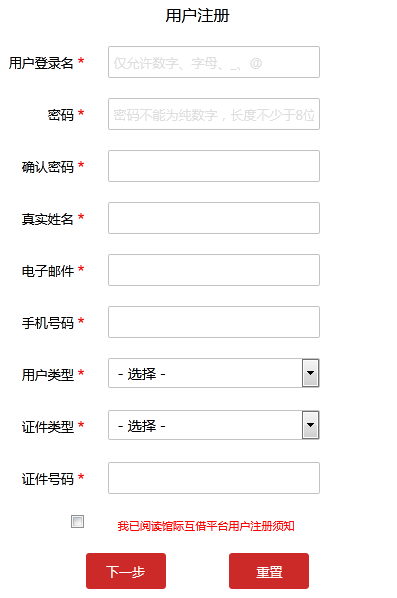 用户注册
用户登录名 *
仅允许数字、字母、_、@
密码 *
密码不能为纯数字，长度不少于8位
确认密码 *
真实姓名 *
电子邮件 *
手机号码 *
用户类型 *
- 选择 -
证件类型 *
- 选择 -
证件号码 *
我已阅读馆际互借平台用户注册须知
下一步
重置